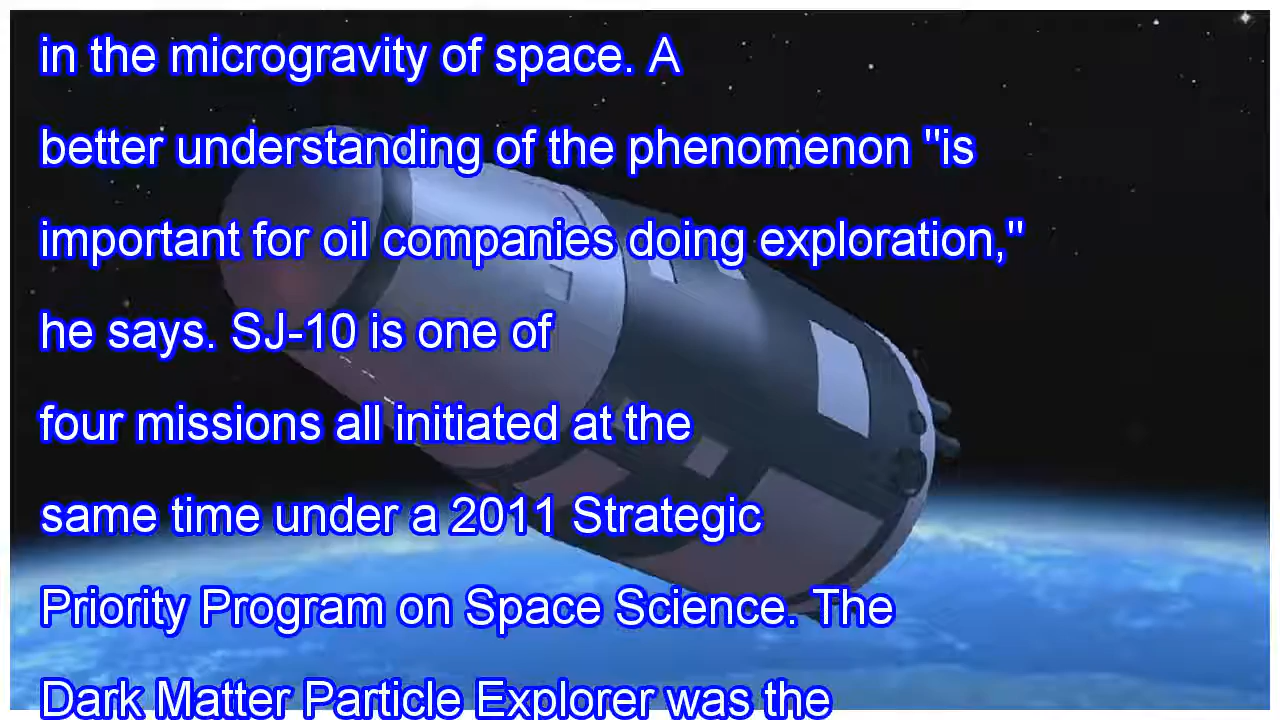 in the microgravity of space. A
better understanding of the phenomenon "is
important for oil companies doing exploration,"
he says. SJ-10 is one of
four missions all initiated at the
same time under a 2011 Strategic
Priority Program on Space Science. The
Dark Matter Particle Explorer was the